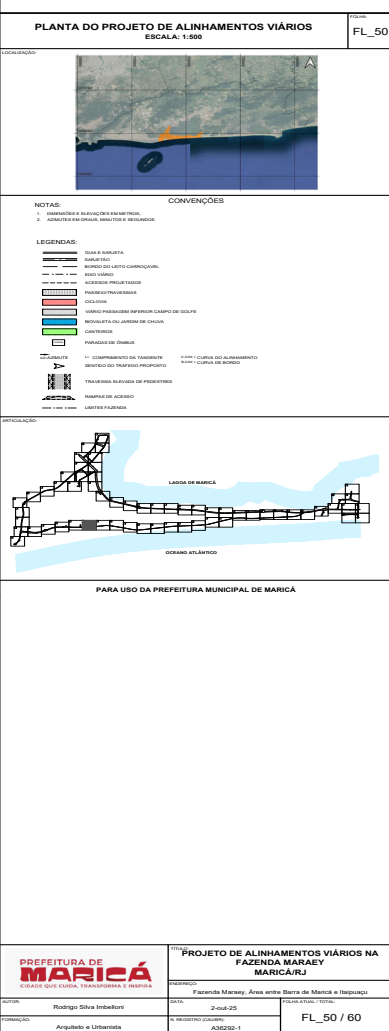 PLANTA DO PROJETO DE ALINHAMENTOS VIÁRIOS
ESCALA: 1:500
FOLHA:
FL_50
LOCALIZAÇÃO:
CONVENÇÕES
NOTAS:
1. DIMENSÕES E ELEVAÇÕES EM METROS;
2. AZIMUTES EM GRAUS, MINUTOS E SEGUNDOS.
LEGENDAS:
GUIA E SARJETA
SARJETÃO
BORDO DO LEITO CARROÇÁVEL
EIXO VIÁRIO
ACESSOS PROJETADOS
PASSEIO/TRAVESSIAS
CICLOVIA
VIÁRIO PASSAGEM INFERIOR CAMPO DE GOLFE
BIOVALETA OU JARDIM DE CHUVA
CANTEIROS
PARADAS DE ÔNIBUS
AZ=AZIMUTE
L= COMPRIMENTO DA TANGENTE
= CURVA DO ALINHAMENTO
SENTIDO DO TRÁFEGO PROPOSTO
= CURVA DE BORDO
TRAVESSIA ELEVADA DE PEDESTRES
RAMPAS DE ACESSO
LIMITES FAZENDA
ARTICULAÇÃO:
LAGOA DE MARICÁ
OCEANO ATLÂNTICO
PARA USO DA PREFEITURA MUNICIPAL DE MARICÁ
PREFEITURA DE
MARICÁ
CIDADE QUE CUIDA, TRANSFORMA E INSPIRA
TÍTULO:
PROJETO DE ALINHAMENTOS VIÁRIOS NA
FAZENDA MARAEY
MARICÁ/RJ
ENDEREÇO:
Fazenda Maraey, Área entre Barra de Maricá e Itaipuaçu
AUTOR:
Rodrigo Silva Imbelloni
DATA:
2-out-25
FOLHA ATUAL / TOTAL:
FL_50 / 60
FORMAÇÃO:
Arquiteto e Urbanista
N. REGISTRO (CAU/BR):
A36292-1